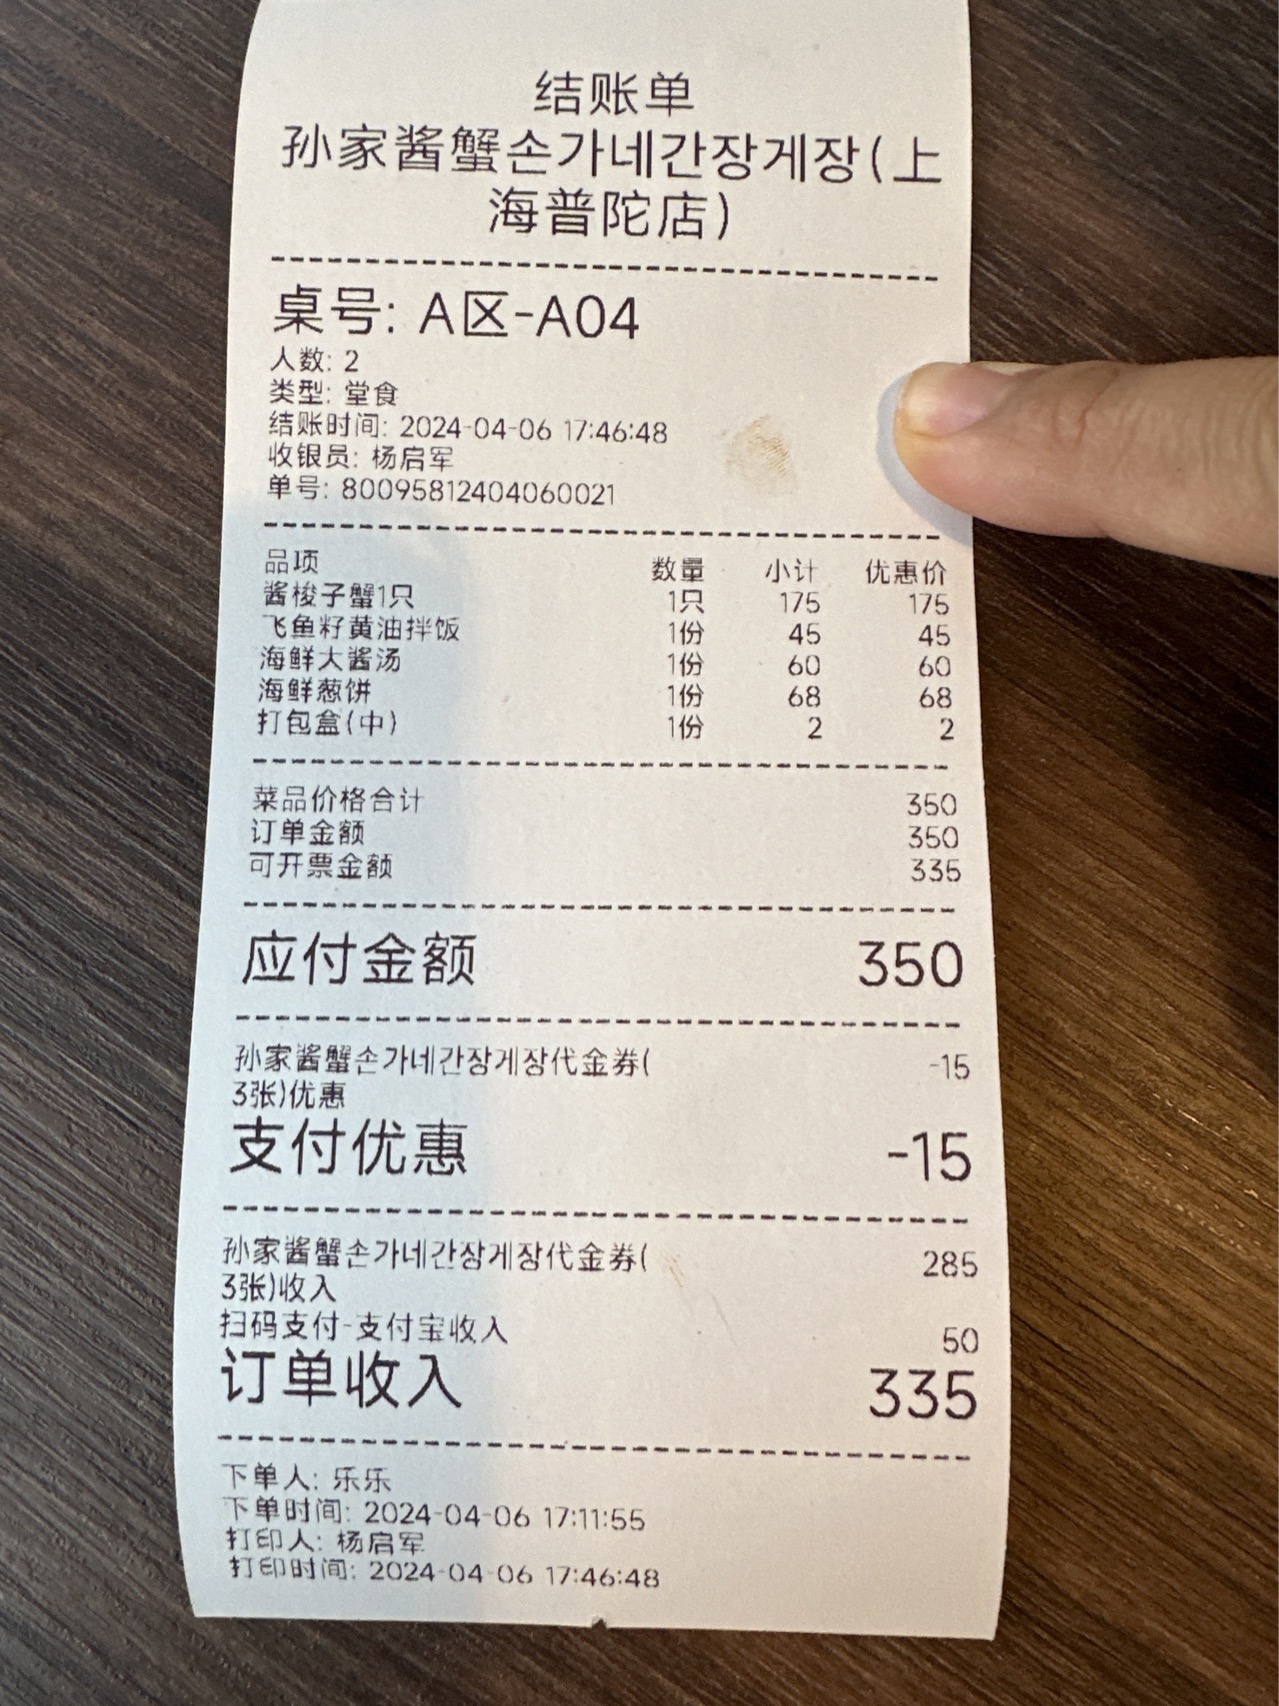 结账单
孙家酱蟹손가네간장게장(上
海普陀店)
桌号: A区-A04
人数: 2
类型: 堂食
结账时间: 2024-04-06 17:46:48
收银员: 杨启军
单号: 80095812404060021
品项 数量 小计 优惠价
酱梭子蟹1只 1只 175 175
飞鱼籽黄油拌饭 1份 45 45
海鲜大酱汤 1份 60 60
海鲜葱饼 1份 68 68
打包盒(中) 1份 2 2
菜品价格合计 350
订单金额 350
可开票金额 335
应付金额 350
孙家酱蟹손가네간장게장代金券( -15
3张)优惠
支付优惠 -15
孙家酱蟹손가네간장게장代金券( 285
3张)收入
扫码支付-支付宝收入 50
订单收入 335
下单人: 乐乐
下单时间: 2024-04-06 17:11:55
打印人: 杨启军
打印时间: 2024-04-06 17:46:48